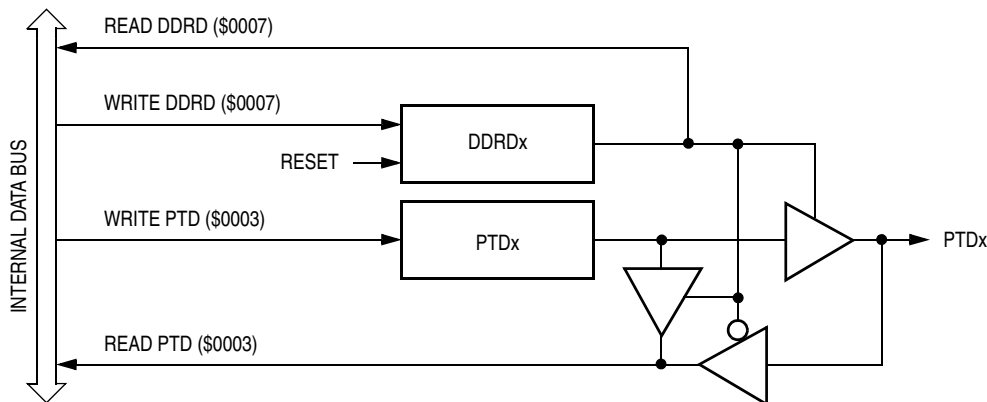 READ DDRD ($0007)
WRITE DDRD ($0007)
DDRDx
RESET
WRITE PTD ($0003)
PTDx
PTDx
READ PTD ($0003)
INTERNAL DATA BUS